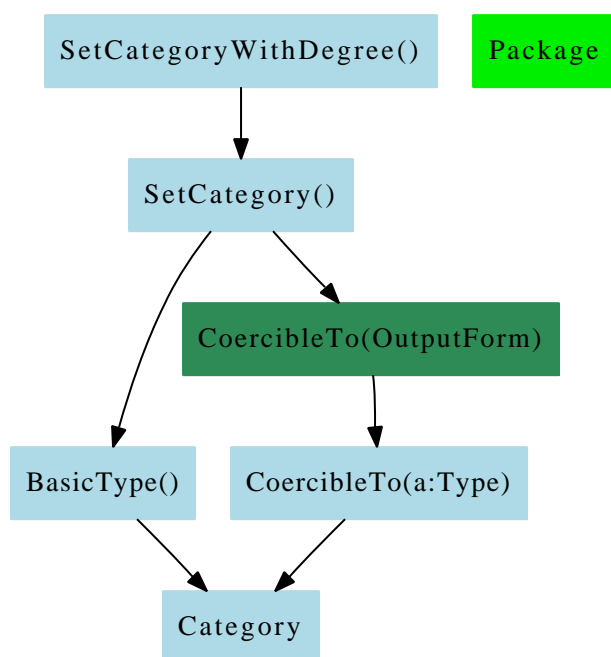 SetCategoryWithDegree()
Package
SetCategory()
CoercibleTo(OutputForm)
BasicType()
CoercibleTo(a:Type)
Category